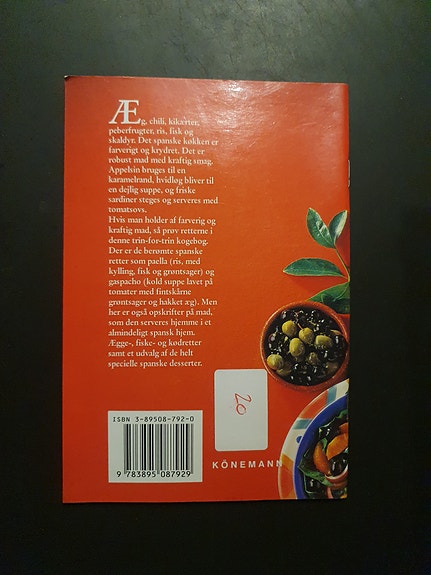 Æg, chili, kikærter,
peberfrugter, ris, fisk og
skaldyr. Det spanske køkken er
farverigt og krydret. Det er
robust mad med kraftig smag.
Appelsin bruges til en
karamelrand, hvidløg bliver til
en dejlig suppe, og friske
sardiner steges og serveres med
tomatsovs.
Hvis man holder af farverig og
kraftig mad, så prøv retterne i
denne trin-for-trin kogebog.
Der er de berømte spanske
retter som paella (ris, med
kylling, fisk og grøntsager) og
gaspacho (kold suppe lavet på
tomater med fintskårne
grøntsager og hakket æg). Men
her er også opskrifter på mad,
som den serveres hjemme i et
almindeligt spansk hjem.
Ægge-, fiske- og kødretter
samt et udvalg af de helt
specielle spanske desserter.
20
ISBN 3-89508-792-0
9 783895 087929
KÖNEMANN